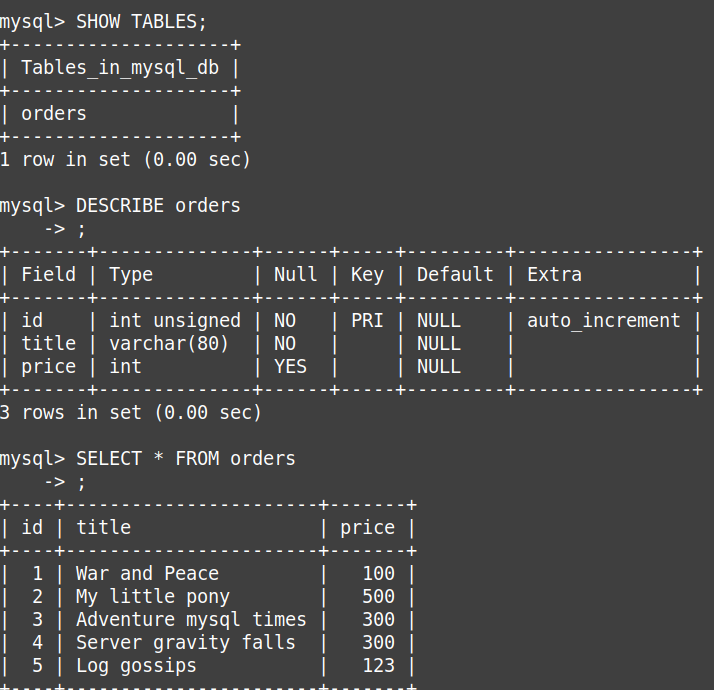 mysql> SHOW TABLES;
+--------------------+
| Tables_in_mysql_db |
+--------------------+
| orders             |
+--------------------+
1 row in set (0.00 sec)

mysql> DESCRIBE orders
    -> ;
+-------+--------------+------+-----+---------+----------------+
| Field | Type         | Null | Key | Default | Extra          |
+-------+--------------+------+-----+---------+----------------+
| id    | int unsigned | NO   | PRI | NULL    | auto_increment |
| title | varchar(80)  | NO   |     | NULL    |                |
| price | int          | YES  |     | NULL    |                |
+-------+--------------+------+-----+---------+----------------+
3 rows in set (0.00 sec)

mysql> SELECT * FROM orders
    -> ;
+----+-----------------------+-------+
| id | title                 | price |
+----+-----------------------+-------+
|  1 | War and Peace         |   100 |
|  2 | My little pony        |   500 |
|  3 | Adventure mysql times |   300 |
|  4 | Server gravity falls  |   300 |
|  5 | Log gossips           |   123 |
+----+-----------------------+-------+